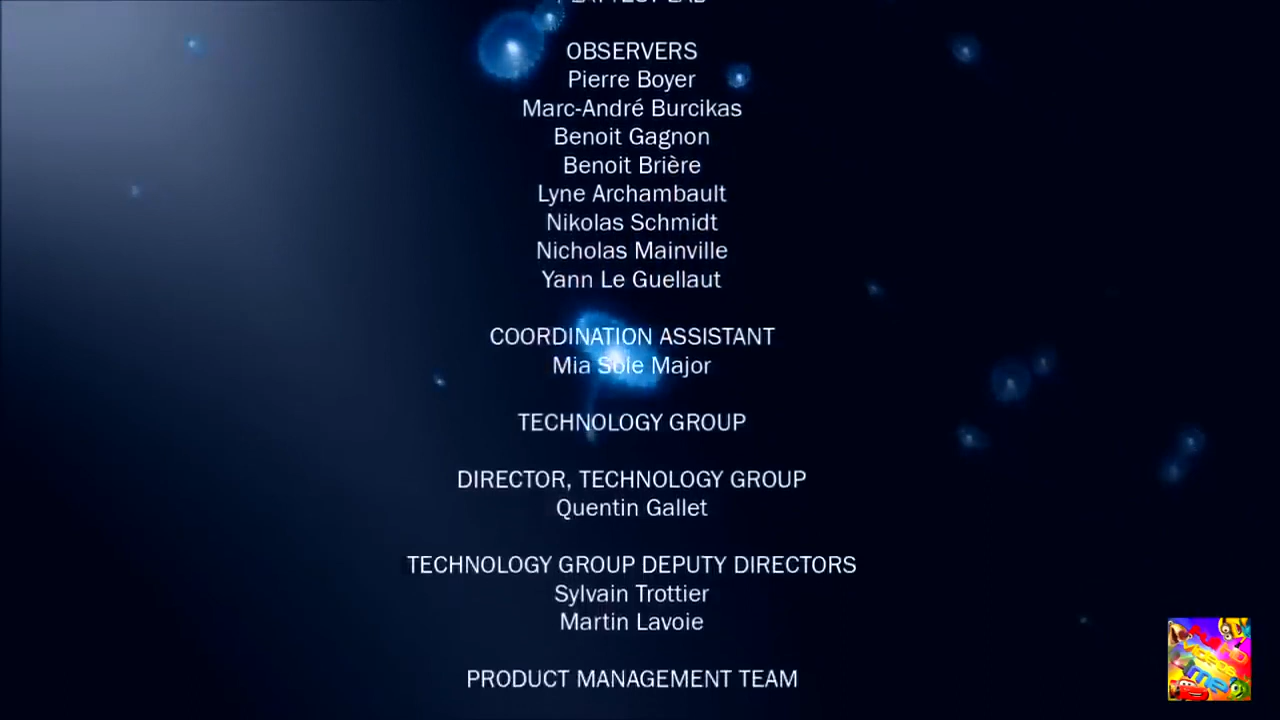 OBSERVERS
Pierre Boyer
Marc-André Burcikas
Benoit Gagnon
Benoit Brière
Lyne Archambault
Nikolas Schmidt
Nicholas Mainville
Yann Le Guellaut
COORDINATION ASSISTANT
Mia Sole Major
TECHNOLOGY GROUP
DIRECTOR, TECHNOLOGY GROUP
Quentin Gallet
TECHNOLOGY GROUP DEPUTY DIRECTORS
Sylvain Trottier
Martin Lavoie
PRODUCT MANAGEMENT TEAM